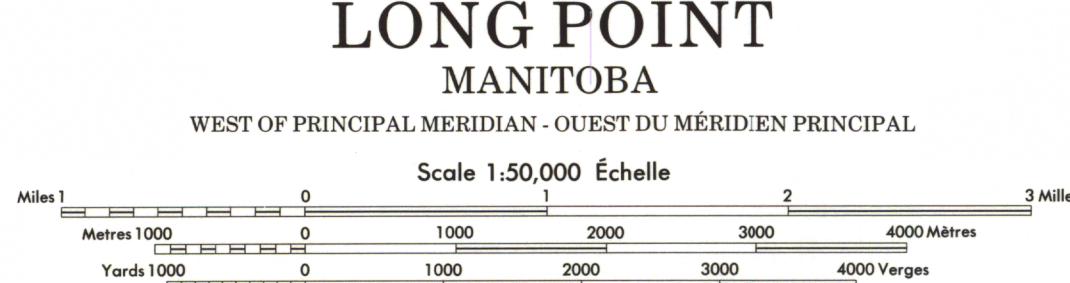 LONG POINT
MANITOBA
WEST OF PRINCIPAL MERIDIAN - OUEST DU MÉRIDIEN PRINCIPAL
Scale 1:50,000 Échelle
Miles 1 0 1 2 3 Mille
Metres 1000 0 1000 2000 3000 4000 Mètres
Yards 1000 0 1000 2000 3000 4000 Verges